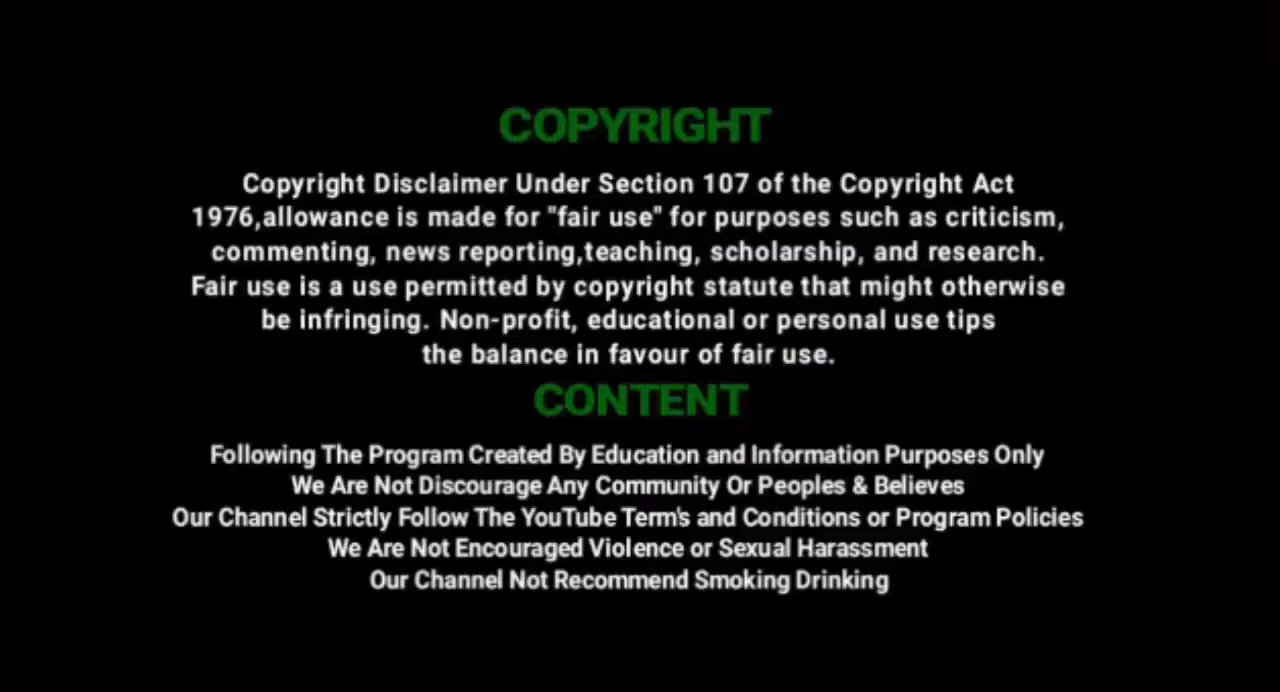 COPYRIGHT
Copyright Disclaimer Under Section 107 of the Copyright Act
1976,allowance is made for "fair use" for purposes such as criticism,
commenting, news reporting,teaching, scholarship, and research.
Fair use is a use permitted by copyright statute that might otherwise
be infringing. Non-profit, educational or personal use tips
the balance in favour of fair use.
CONTENT
Following The Program Created By Education and Information Purposes Only
We Are Not Discourage Any Community Or Peoples & Believes
Our Channel Strictly Follow The YouTube Term's and Conditions or Program Policies
We Are Not Encouraged Violence or Sexual Harassment
Our Channel Not Recommend Smoking Drinking